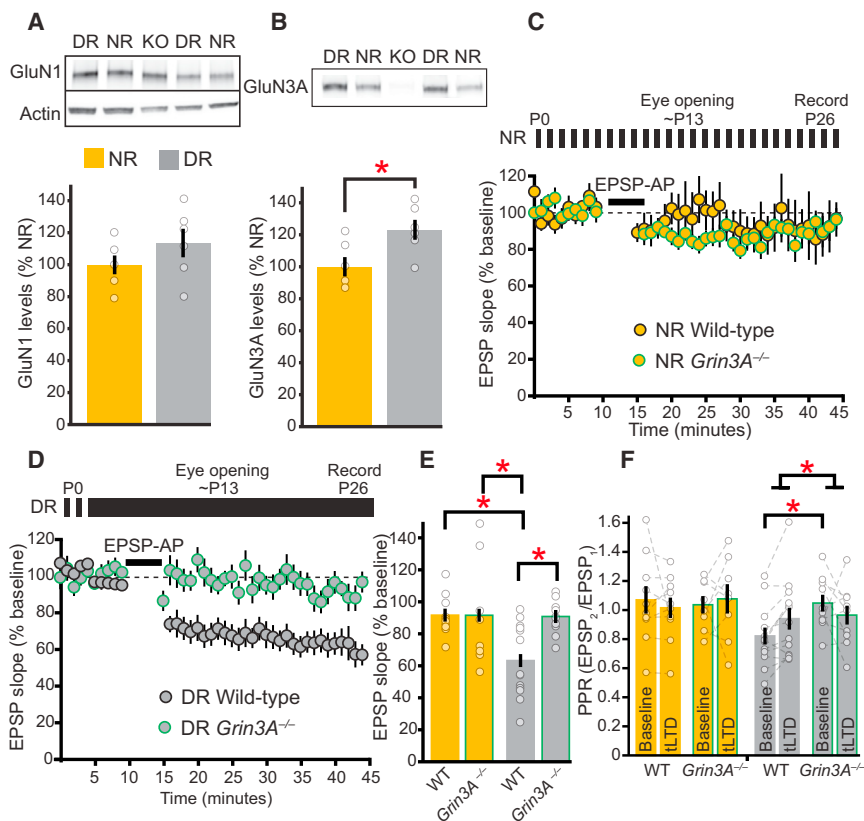 A
DR NR KO DR NR
GluN1
Actin
NR DR
GluN1 levels (% NR)
140
120
100
80
60
40
20
0
B
DR NR KO DR NR
GluN3A
*
GluN3A levels (% NR)
140
120
100
80
60
40
20
0
C
P0 Eye opening ~P13 Record P26
NR
EPSP-AP
EPSP slope (% baseline)
120
100
80
60
40
20
0
NR Wild-type
NR Grin3A–/–
5 15 25 35 45
Time (minutes)
D
P0 Eye opening ~P13 Record P26
DR
EPSP-AP
EPSP slope (% baseline)
120
100
80
60
40
20
0
DR Wild-type
DR Grin3A–/–
5 10 15 20 25 30 35 40 45
Time (minutes)
E
*
*
*
EPSP slope (% baseline)
140
120
100
80
60
40
20
0
WT Grin3A–/– WT Grin3A–/–
F
*
*
PPR (EPSP2/EPSP1)
1.6
1.4
1.2
1.0
0.8
0.6
0.4
0.2
0
Baseline tLTD Baseline tLTD Baseline tLTD Baseline tLTD
WT Grin3A–/– WT Grin3A–/–